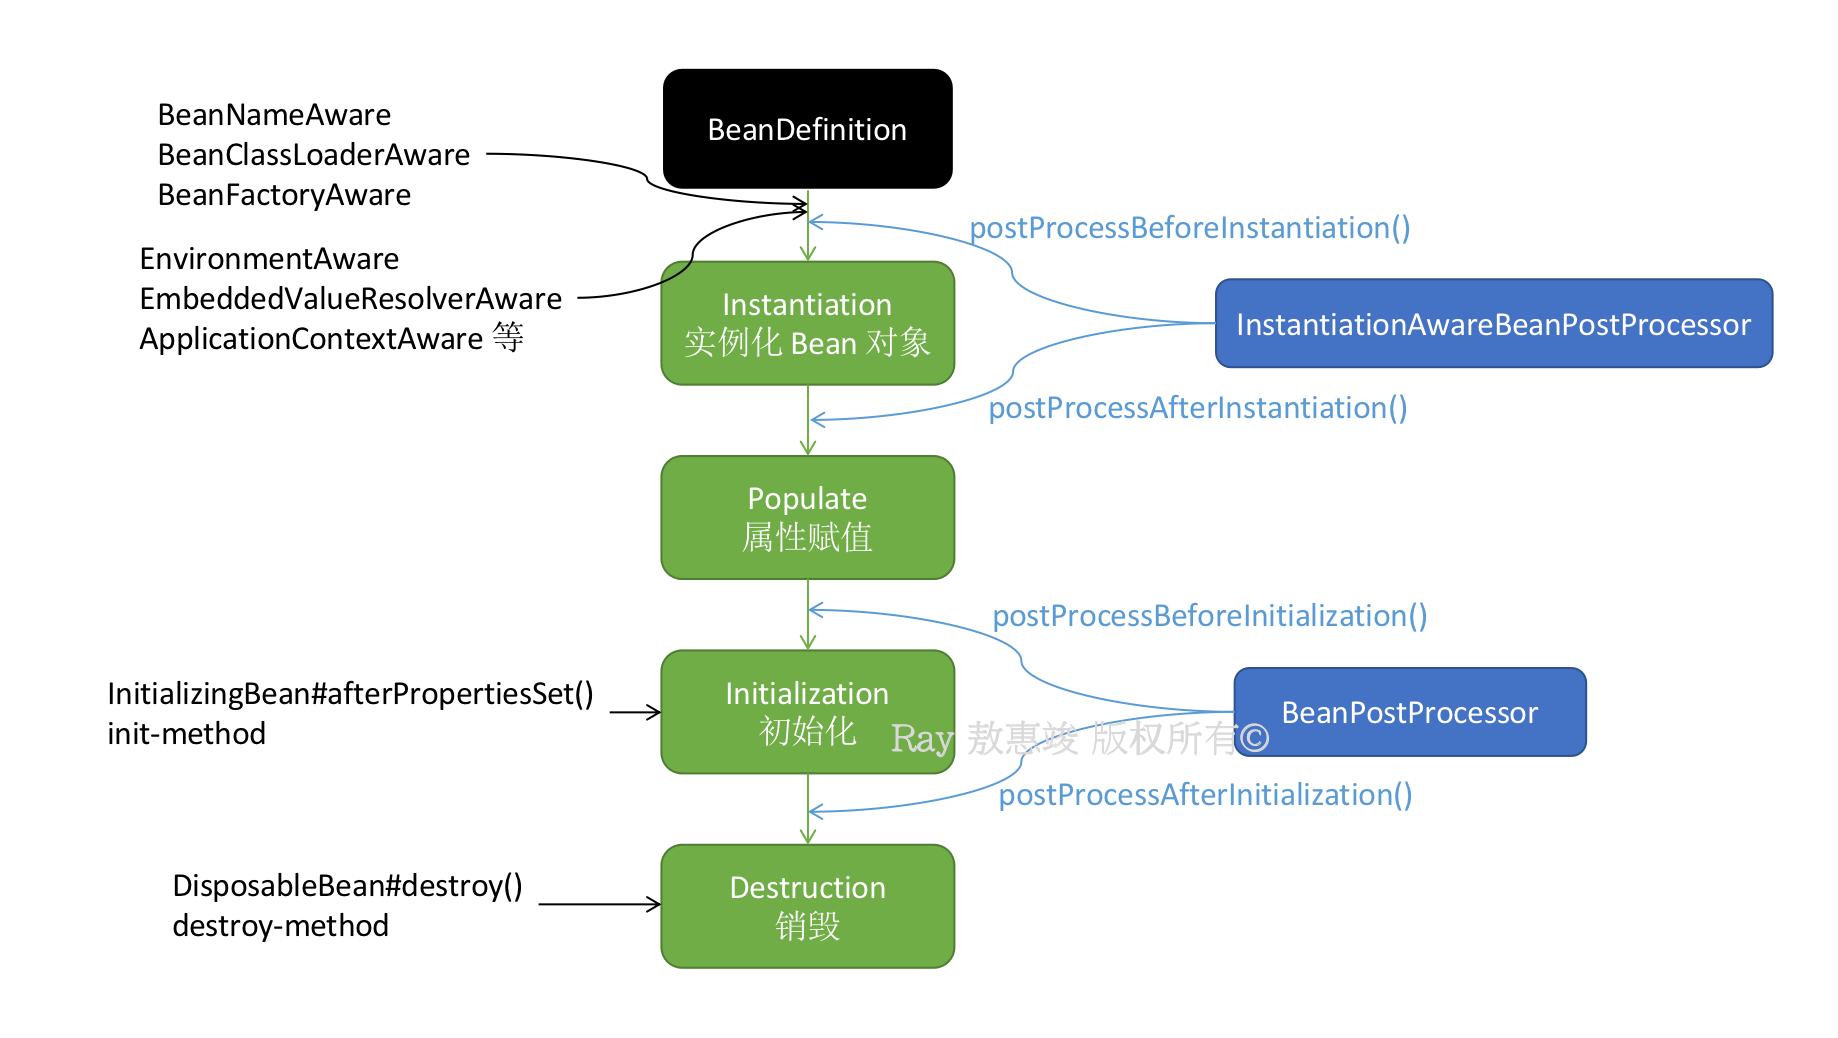 BeanDefinition
BeanNameAware
BeanClassLoaderAware
BeanFactoryAware
postProcessBeforeInstantiation()
EnvironmentAware
EmbeddedValueResolverAware
ApplicationContextAware 等
Instantiation
实例化 Bean 对象
InstantiationAwareBeanPostProcessor
postProcessAfterInstantiation()
Populate
属性赋值
postProcessBeforeInitialization()
InitializingBean#afterPropertiesSet()
init-method
Initialization
初始化
BeanPostProcessor
Ray 敖惠竣 版权所有©
postProcessAfterInitialization()
DisposableBean#destroy()
destroy-method
Destruction
销毁